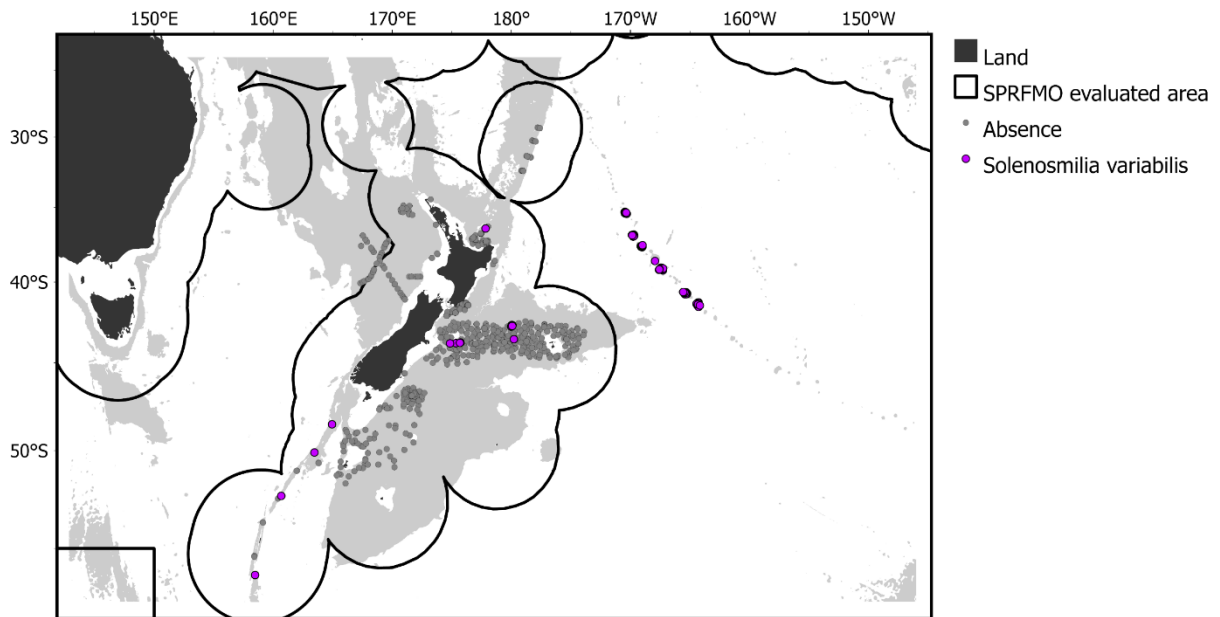 150°E 160°E 170°E 180° 170°W 160°W 150°W
30°S
40°S
50°S
Land
SPRFMO evaluated area
Absence
Solenosmilia variabilis